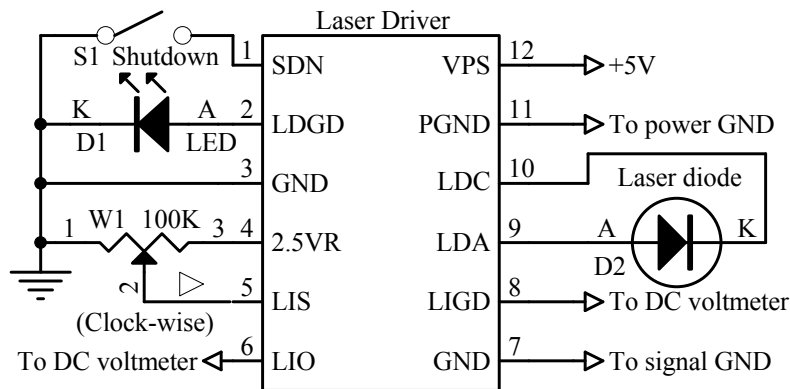 Laser Driver
S1 Shutdown
1 SDN VPS 12 +5V
K A 2 LDGD PGND 11 To power GND
D1 LED
3 GND LDC 10
Laser diode
1 W1 100K 3 4 2.5VR LDA 9 A K
D2
2 5 LIS LIGD 8 To DC voltmeter
(Clock-wise)
To DC voltmeter 6 LIO GND 7 To signal GND